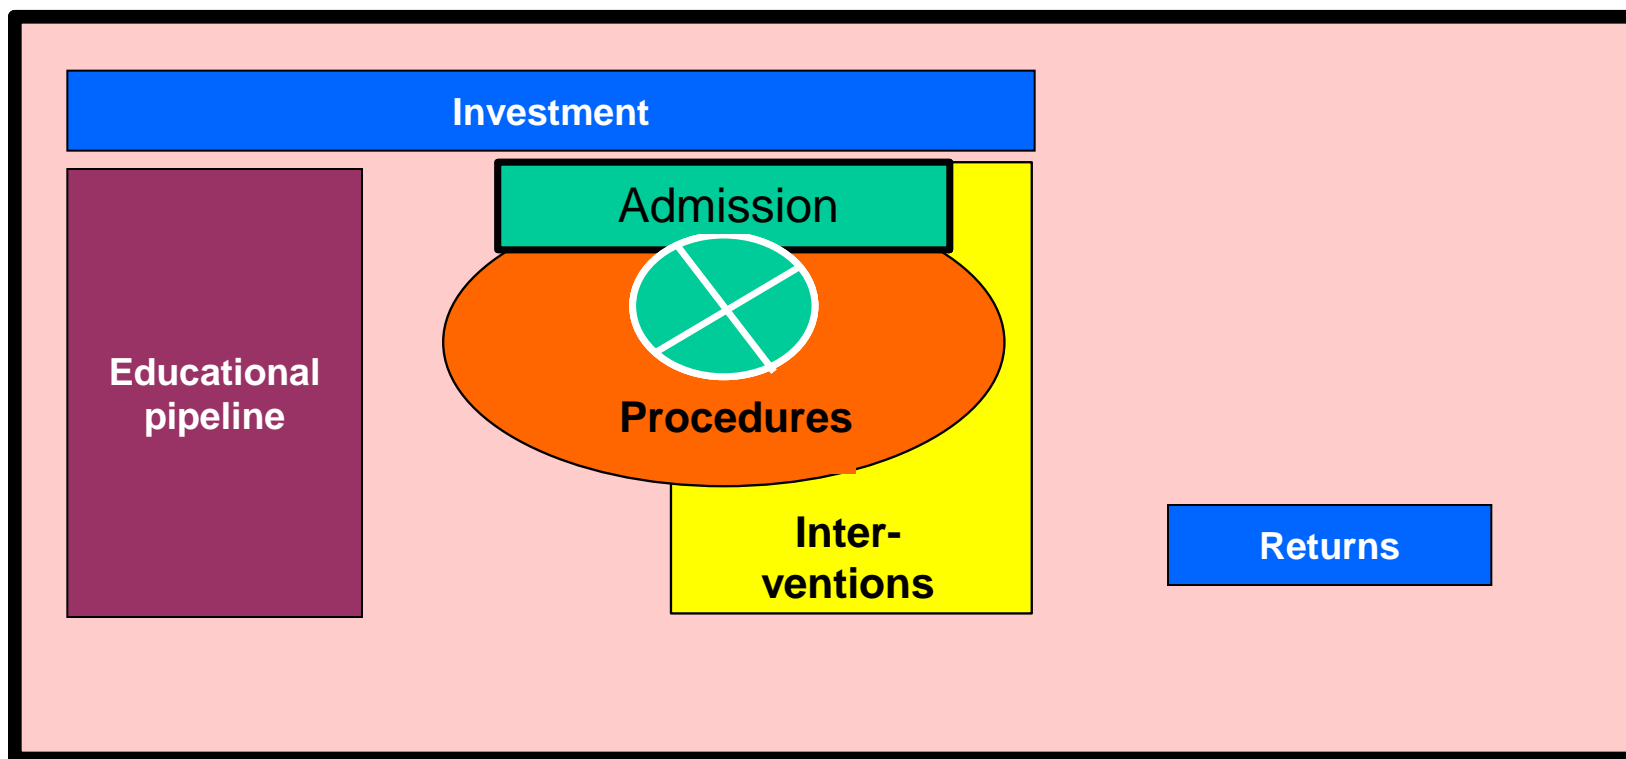 Investment
Admission
Educational
pipeline
Procedures
Inter-
ventions
Returns